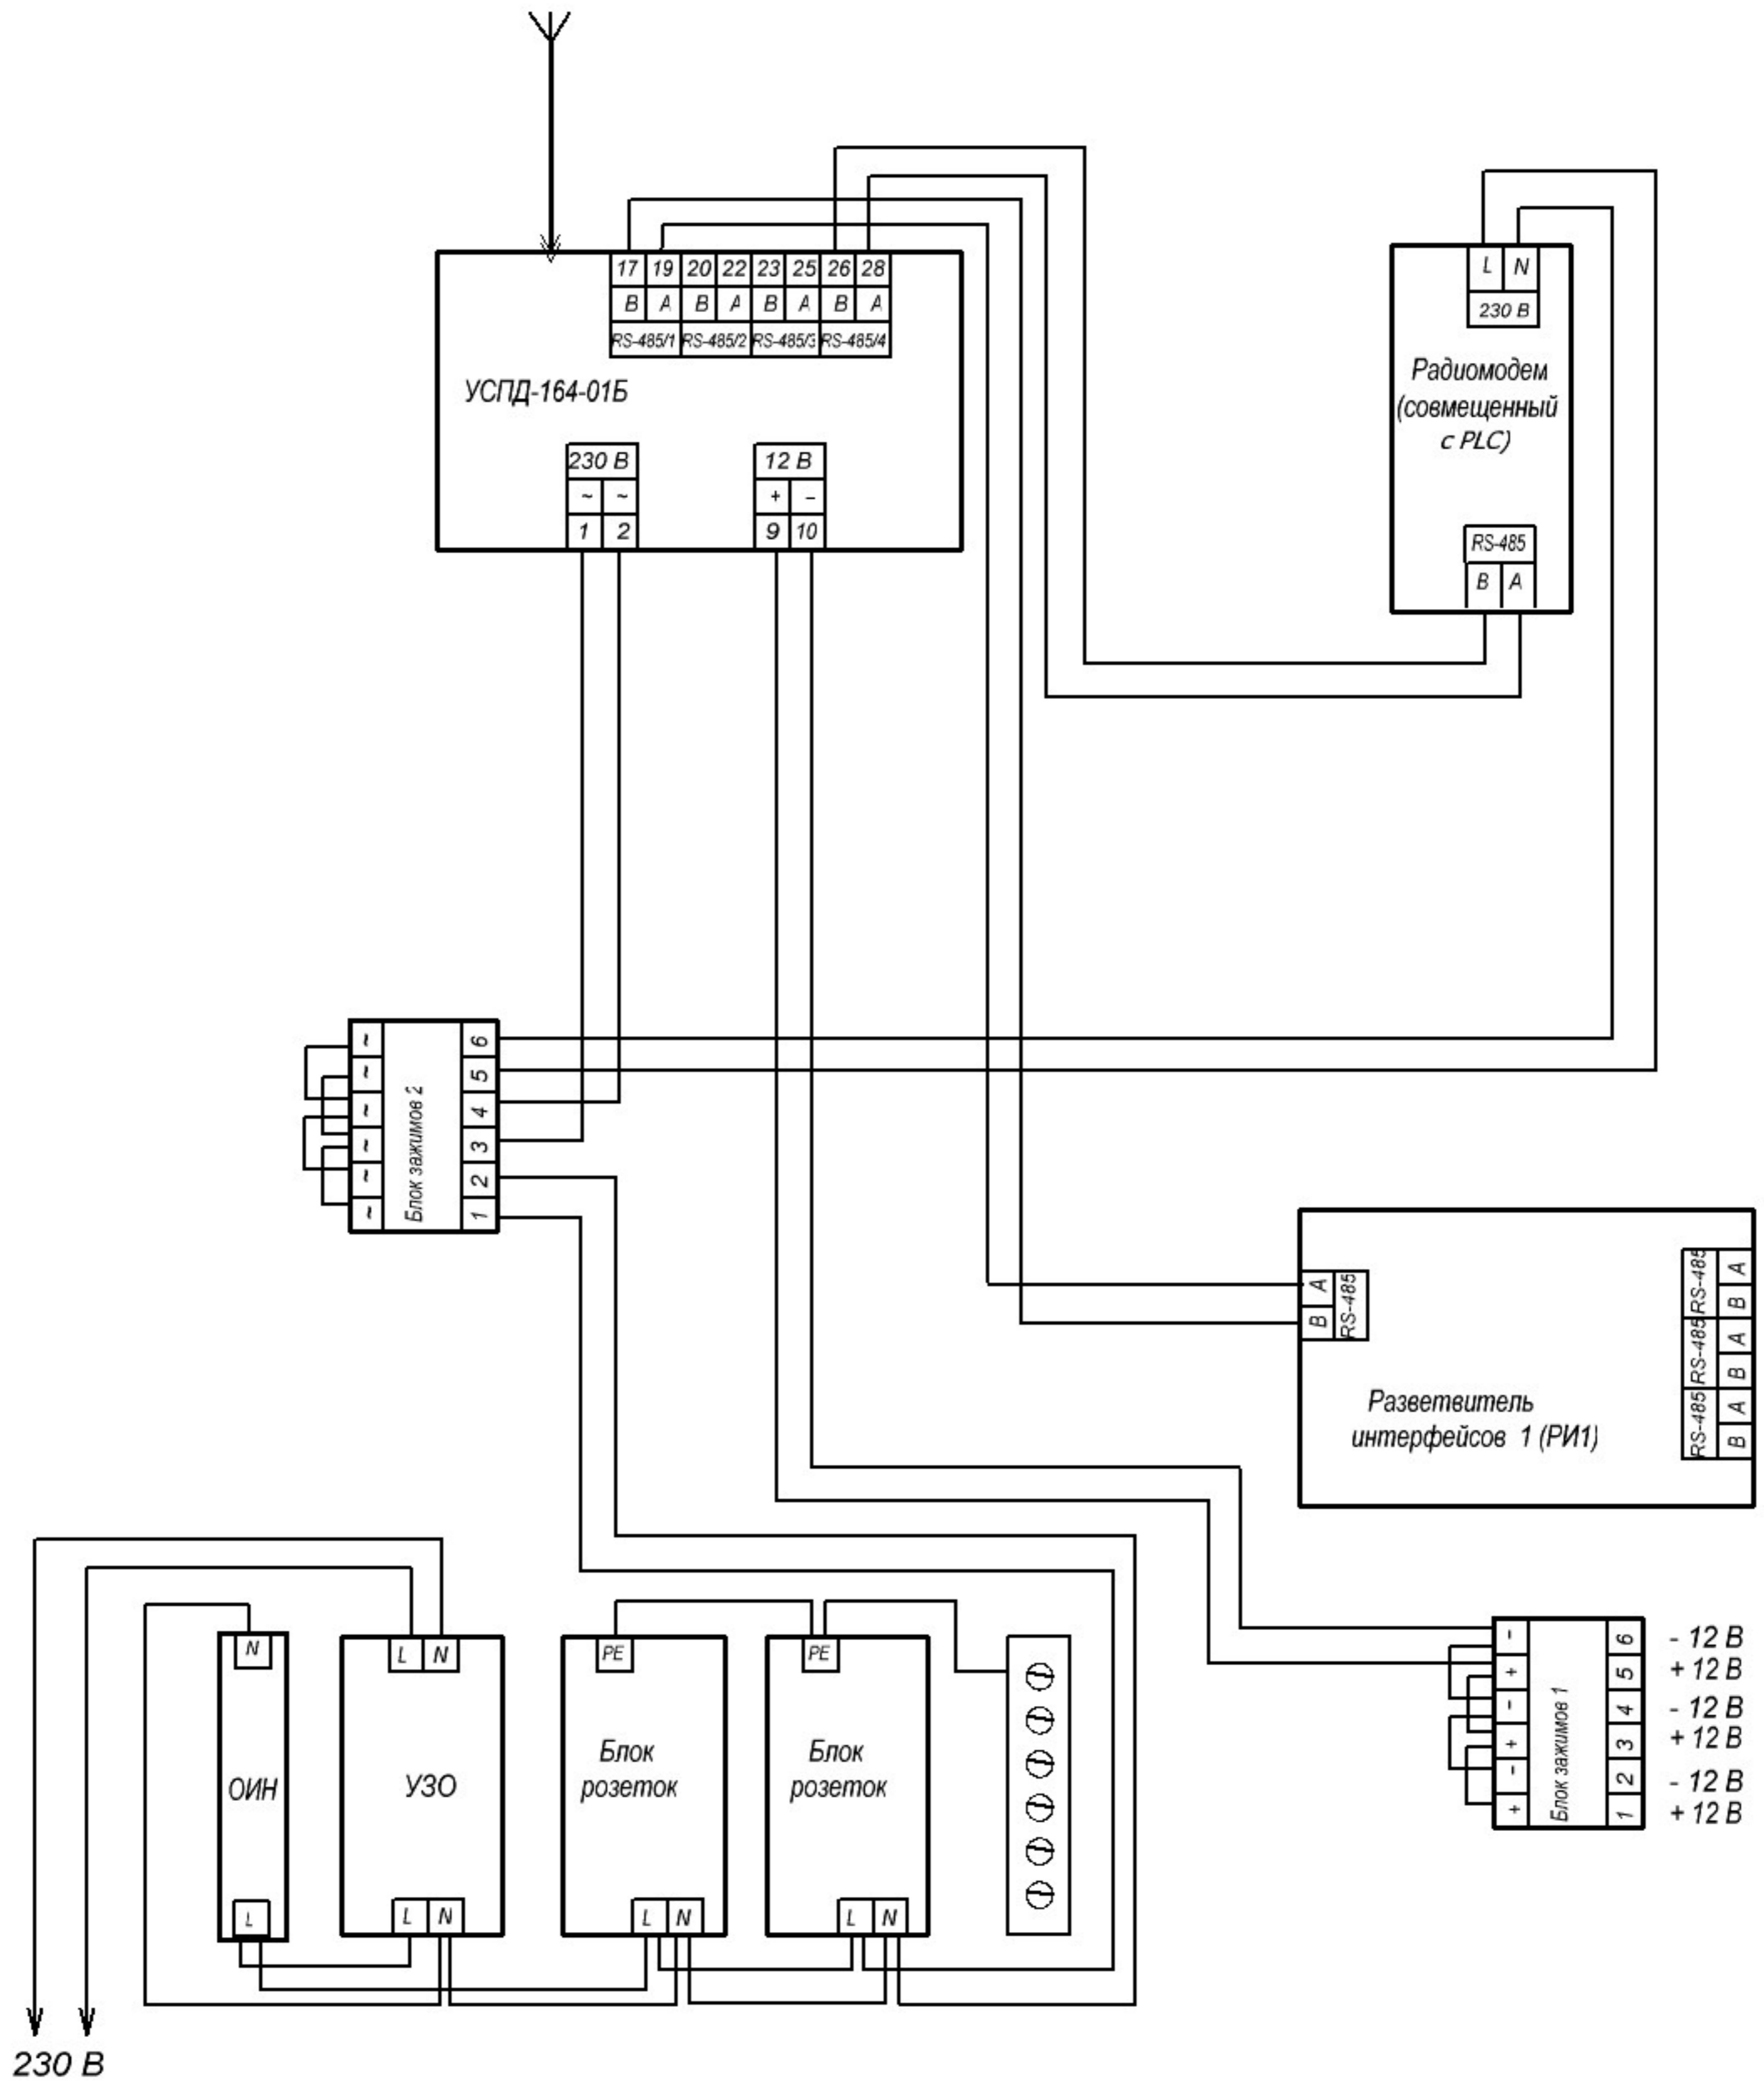 17 19 20 22 23 25 26 28
B A B A B A B A
RS-485/1 RS-485/2 RS-485/3 RS-485/4
УСПД-164-01Б
230 В
~ ~
1 2
12 В
+ –
9 10
L N
230 В
Радиомодем
(совмещенный
с PLC)
RS-485
B A
~ 6
~ 5
~ 4
~ 3
~ 2
~ 1
Блок зажимов 2
A
B
RS-485
RS-485 A
B
RS-485 A
B
RS-485 A
B
Разветвитель
интерфейсов 1 (РИ1)
N
ОИН
L
L N
УЗО
L N
PE
Блок
розеток
L N
PE
Блок
розеток
L N
- 6 - 12 В
+ 5 + 12 В
- 4 - 12 В
+ 3 + 12 В
- 2 - 12 В
+ 1 + 12 В
Блок зажимов 1
230 В